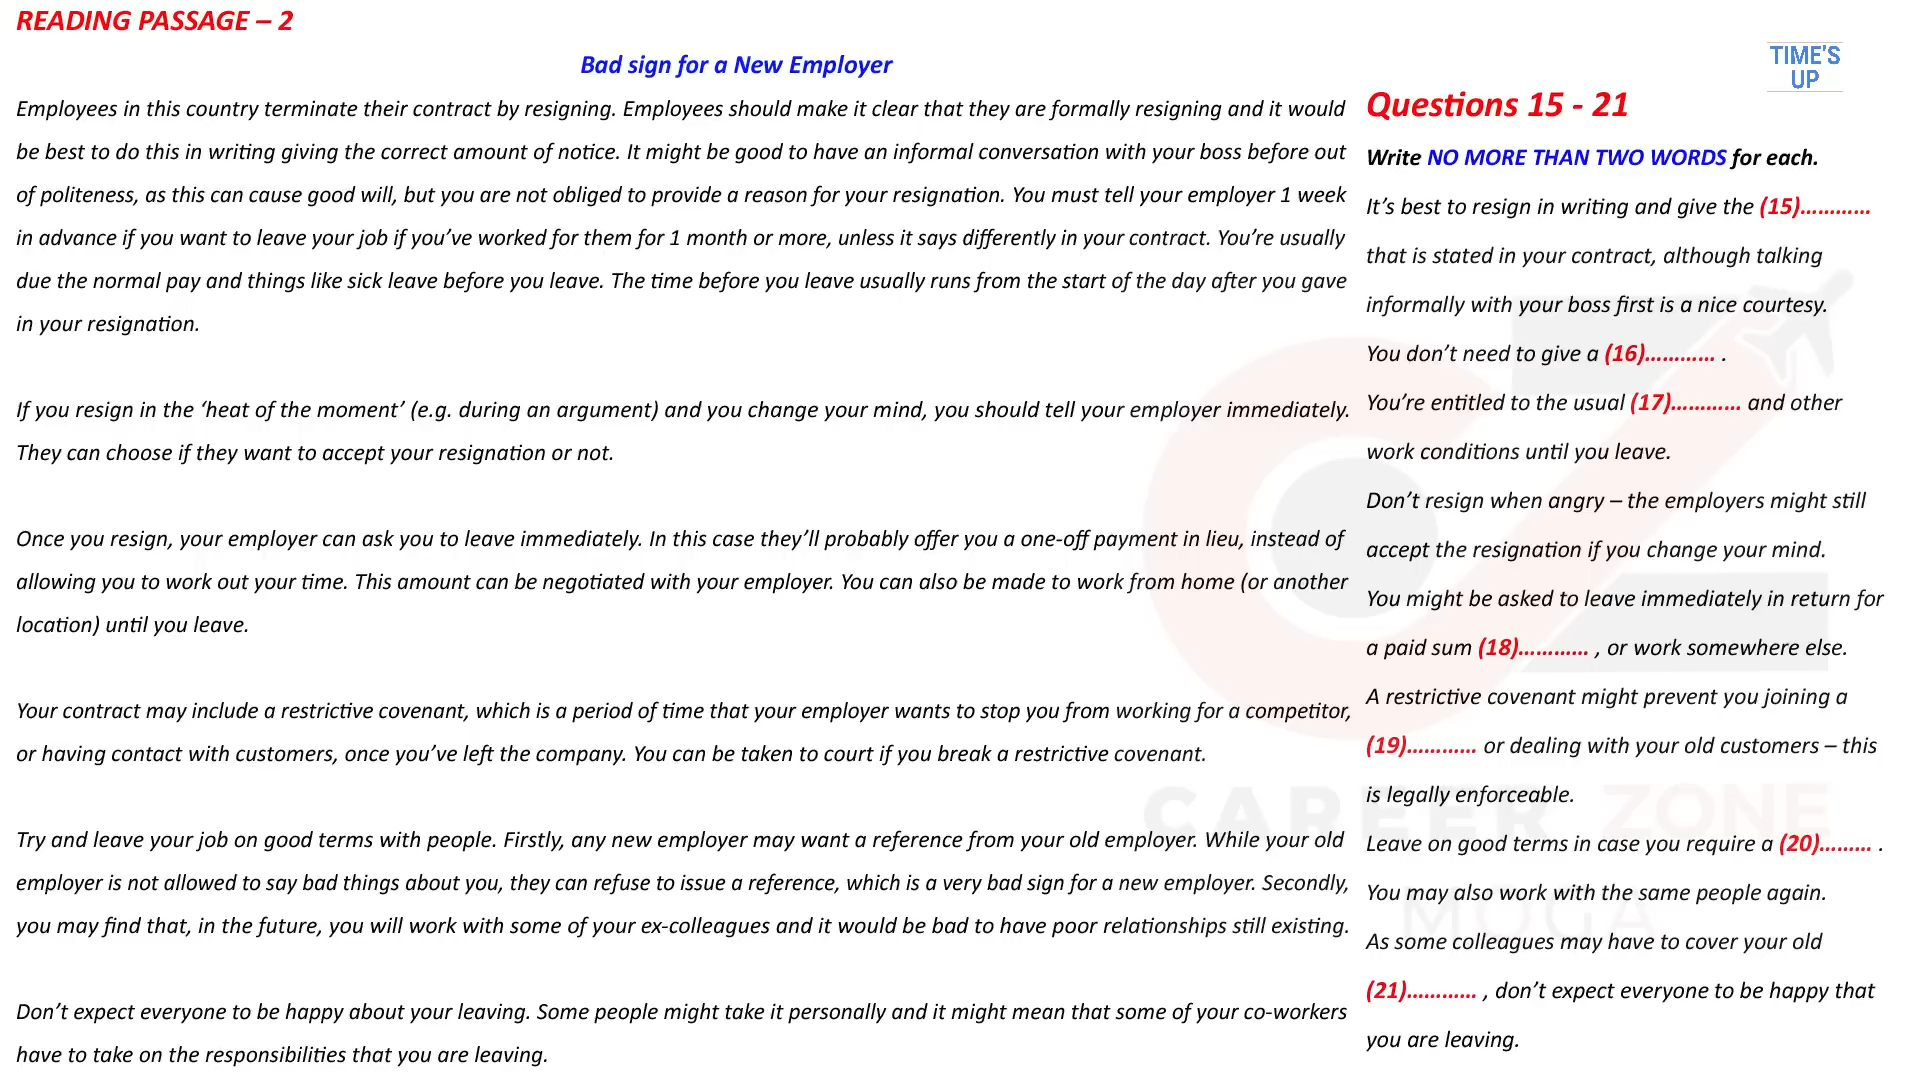 READING PASSAGE – 2
Bad sign for a New Employer
Employees in this country terminate their contract by resigning. Employees should make it clear that they are formally resigning and it would
be best to do this in writing giving the correct amount of notice. It might be good to have an informal conversation with your boss before out
of politeness, as this can cause good will, but you are not obliged to provide a reason for your resignation. You must tell your employer 1 week
in advance if you want to leave your job if you’ve worked for them for 1 month or more, unless it says differently in your contract. You’re usually
due the normal pay and things like sick leave before you leave. The time before you leave usually runs from the start of the day after you gave
in your resignation.
If you resign in the ‘heat of the moment’ (e.g. during an argument) and you change your mind, you should tell your employer immediately.
They can choose if they want to accept your resignation or not.
Once you resign, your employer can ask you to leave immediately. In this case they’ll probably offer you a one-off payment in lieu, instead of
allowing you to work out your time. This amount can be negotiated with your employer. You can also be made to work from home (or another
location) until you leave.
Your contract may include a restrictive covenant, which is a period of time that your employer wants to stop you from working for a competitor,
or having contact with customers, once you’ve left the company. You can be taken to court if you break a restrictive covenant.
Try and leave your job on good terms with people. Firstly, any new employer may want a reference from your old employer. While your old
employer is not allowed to say bad things about you, they can refuse to issue a reference, which is a very bad sign for a new employer. Secondly,
you may find that, in the future, you will work with some of your ex-colleagues and it would be bad to have poor relationships still existing.
Don’t expect everyone to be happy about your leaving. Some people might take it personally and it might mean that some of your co-workers
have to take on the responsibilities that you are leaving.
TIME'S
UP
Questions 15 - 21
Write NO MORE THAN TWO WORDS for each.
It’s best to resign in writing and give the (15)…………
that is stated in your contract, although talking
informally with your boss first is a nice courtesy.
You don’t need to give a (16)………… .
You’re entitled to the usual (17)………… and other
work conditions until you leave.
Don’t resign when angry – the employers might still
accept the resignation if you change your mind.
You might be asked to leave immediately in return for
a paid sum (18)………… , or work somewhere else.
A restrictive covenant might prevent you joining a
(19)………… or dealing with your old customers – this
is legally enforceable.
Leave on good terms in case you require a (20)……… .
You may also work with the same people again.
As some colleagues may have to cover your old
(21)………… , don’t expect everyone to be happy that
you are leaving.
CAREER ZONE
MOGA